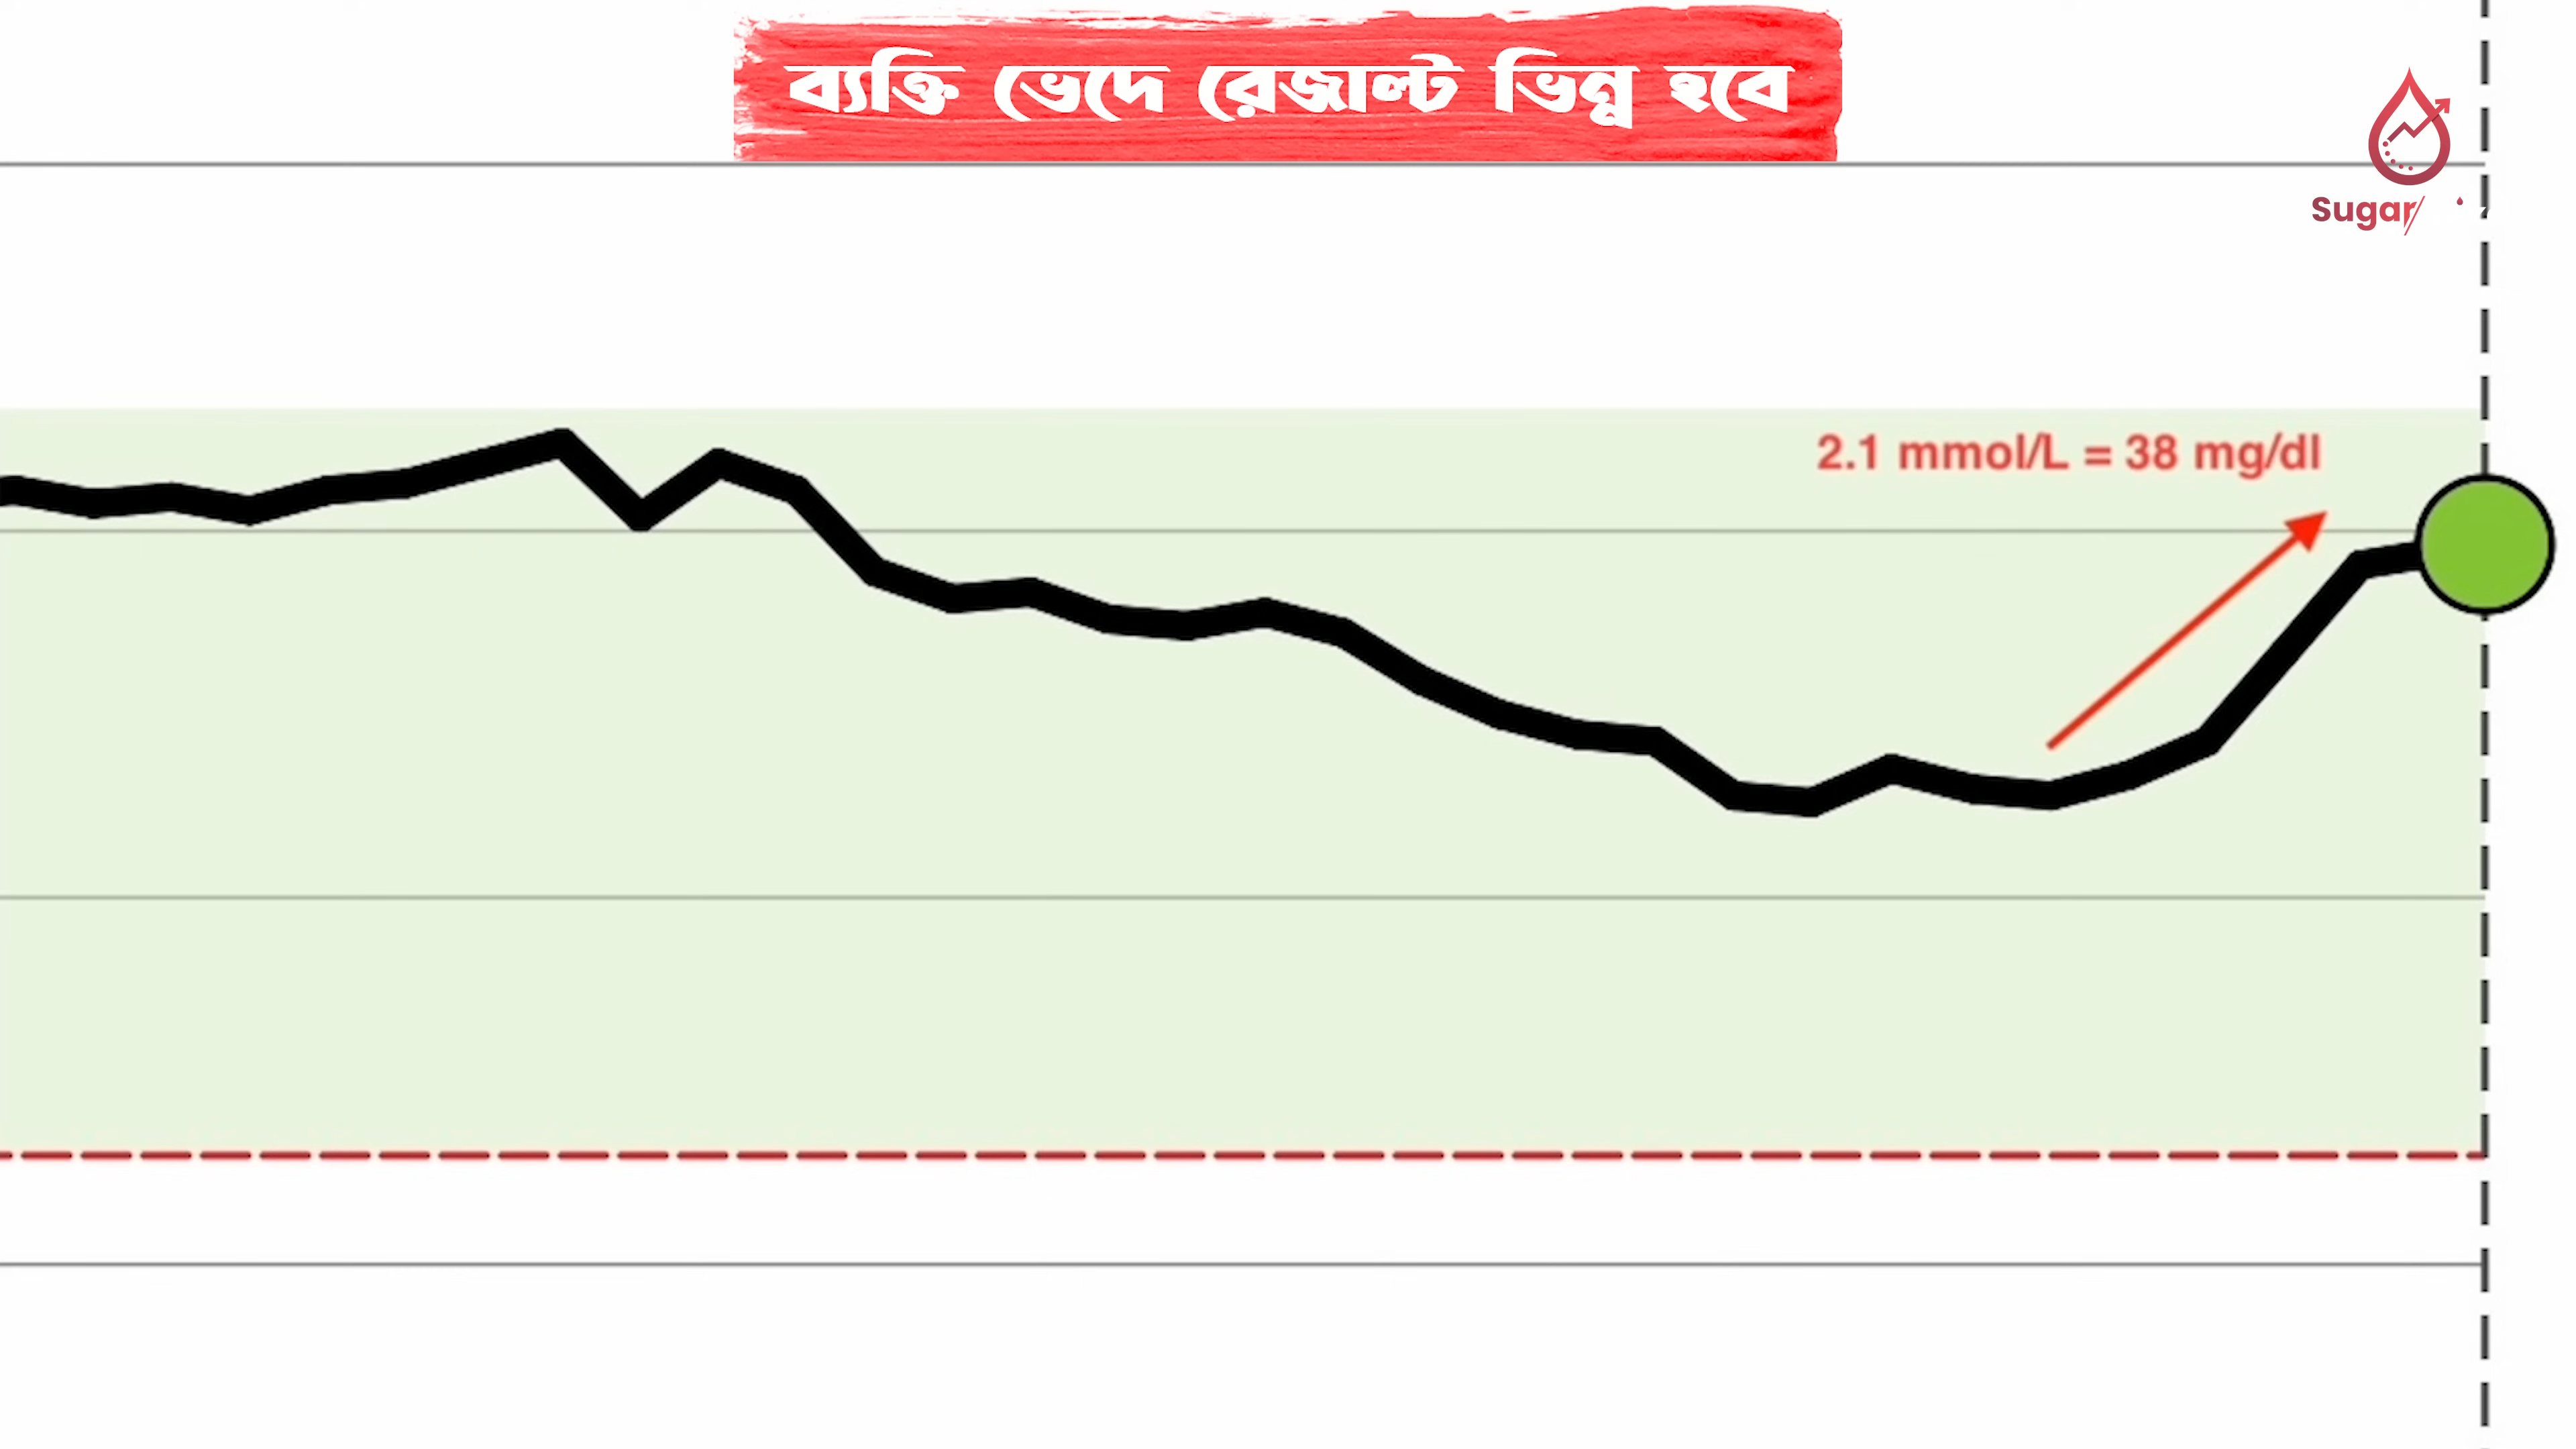 ব্যক্তি ভেদে রেজাল্ট ভিন্ন হবে
Sugar
2.1 mmol/L = 38 mg/dl